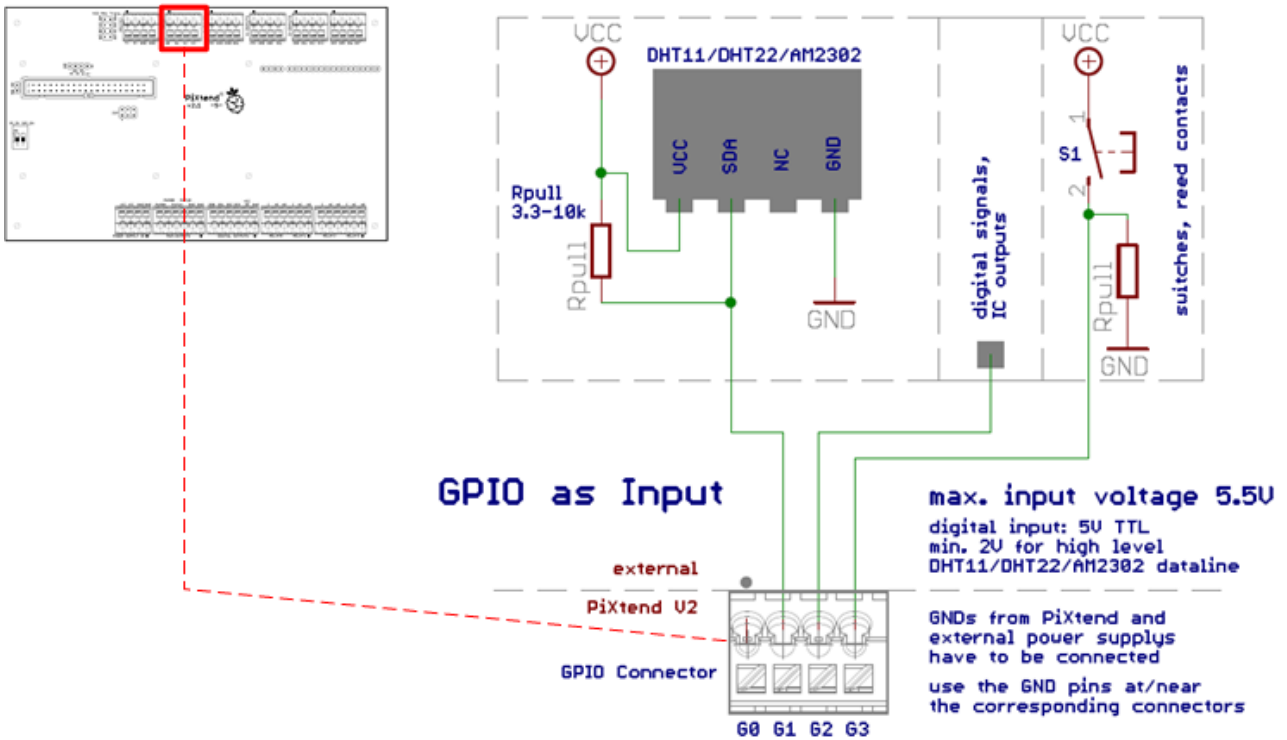 PiXtend
VCC
DHT11/DHT22/AM2302
VCC
SDA
NC
GND
Rpull
3.3-10k
Rpull
GND
digital signals,
IC outputs
VCC
1
S1
2
Rpull
GND
switches, reed contacts
GPIO as Input
max. input voltage 5.5V
digital input: 5V TTL
min. 2V for high level
DHT11/DHT22/AM2302 dataline
external
PiXtend V2
GPIO Connector
GNDs from PiXtend and
external power supplys
have to be connected
use the GND pins at/near
the corresponding connectors
G0 G1 G2 G3